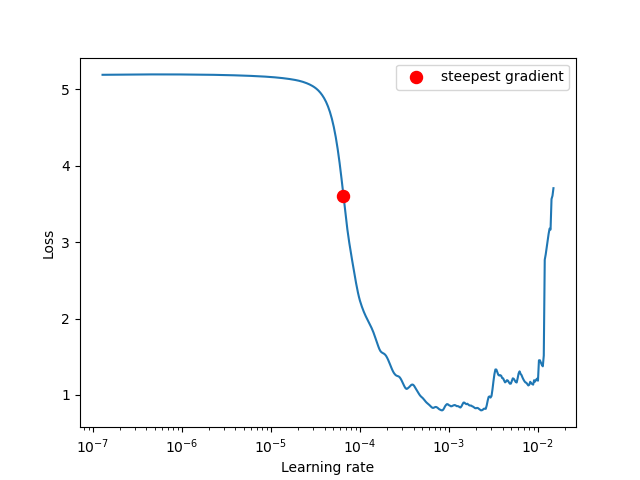 steepest gradient
5
4
3
2
1
Loss
10⁻⁷ 10⁻⁶ 10⁻⁵ 10⁻⁴ 10⁻³ 10⁻²
Learning rate